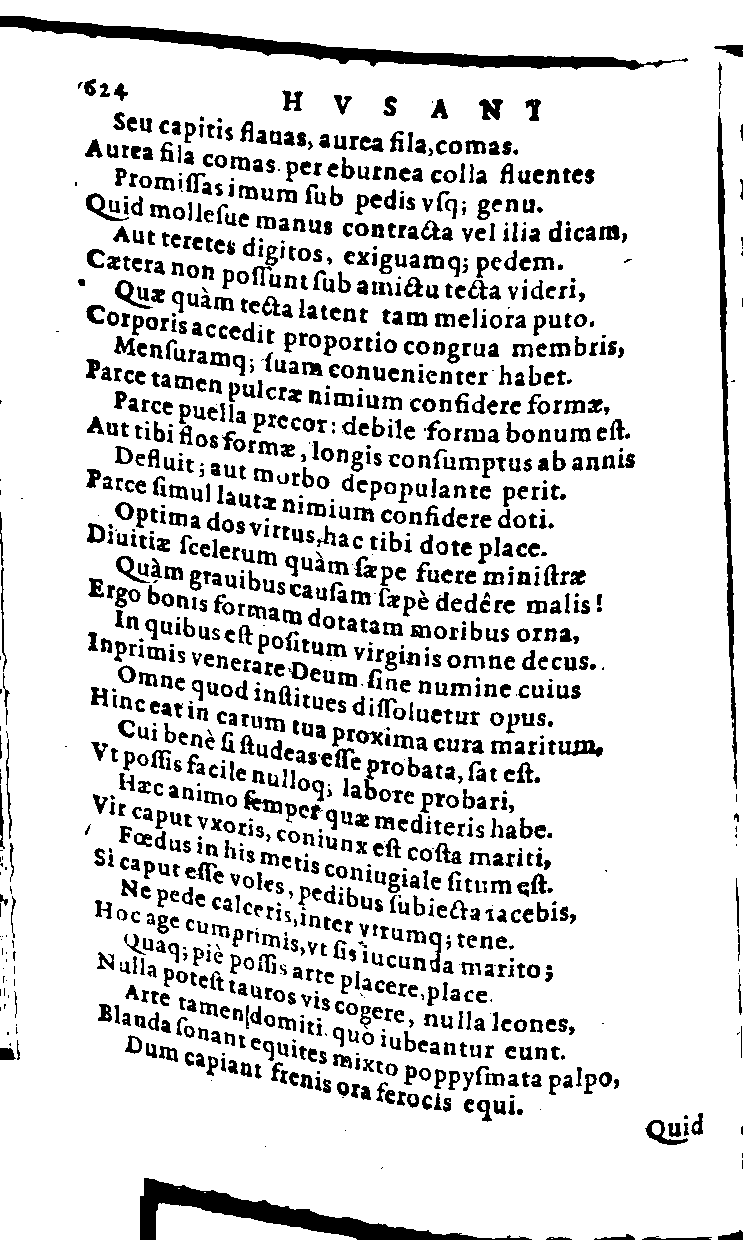 624
HVSANI
Seu capitis flauas, aurea fila, comas.
Aurea fila comas per eburnea colla fluentes
Promiſſas imum ſub pedis vſq; genu.
Quid molleſue manus contracta vel ilia dicam,
Aut teretes digitos, exiguamq; pedem.
Cætera non poſſunt ſub amictu tecta videri,
Quæ quàm tecta latent tam meliora puto.
Corporis accedit proportio congrua membris,
Menſuramq; ſuam conuenienter habet.
Parce tamen pulcræ nimium confidere formæ,
Parce puella precor: debile forma bonum eſt.
Aut tibi flos formæ, longis conſumptus ab annis
Defluit; aut morbo depopulante perit.
Parce ſimul lautæ nimium confidere doti.
Optima dos virtus, hac tibi dote place.
Diuitiæ ſcelerum quàm ſæpe fuere miniſtræ
Quàm grauibus cauſam ſæpè dedêre malis!
Ergo bonis formam dotatam moribus orna,
In quibus eſt poſitum virginis omne decus.
Inprimis venerare Deum ſine numine cuius
Omne quod inſtitues diſſoluetur opus.
Hinc eat in carum tua proxima cura maritum,
Cui benè ſi ſtudeas eſſe probata, ſat eſt.
Vt poſſis facile nulloq; labore probari,
Hæc animo ſemper quæ mediteris habe.
Vir caput vxoris, coniunx eſt coſta mariti,
Fœdus in his metis coniugiale ſitum eſt.
Si caput eſſe voles, pedibus ſubiecta iacebis,
Ne pede calceris, inter vtrumq; tene.
Hoc age cumprimis, vt ſis iucunda marito;
Quaq; piè poſſis arte placere, place.
Nulla poteſt tauros vis cogere, nulla leones,
Arte tamen domiti quò iubeantur eunt.
Blanda ſonant equites mixto poppyſmata palpo,
Dum capiant frenis ora ferocis equi.
Quid